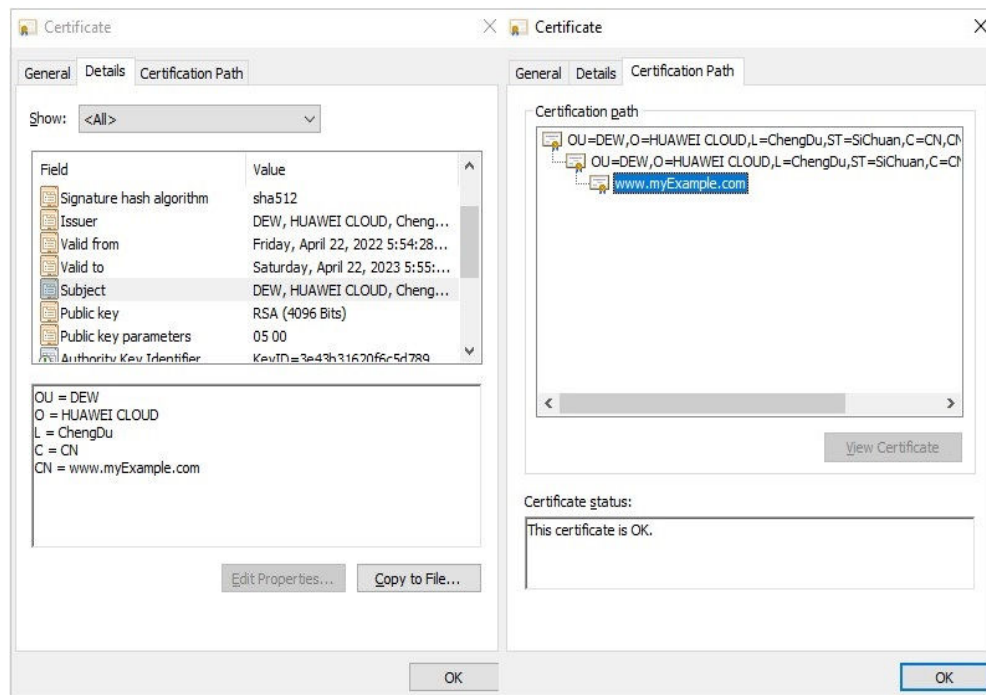 Certificate
General Details Certification Path
Show: <All>
Field Value
Signature hash algorithm sha512
Issuer DEW, HUAWEI CLOUD, Cheng...
Valid from Friday, April 22, 2022 5:54:28...
Valid to Saturday, April 22, 2023 5:55:...
Subject DEW, HUAWEI CLOUD, Cheng...
Public key RSA (4096 Bits)
Public key parameters 05 00
Authority Key Identifier KeyID=3e43b31620f6c5d789
OU = DEW
O = HUAWEI CLOUD
L = ChengDu
C = CN
CN = www.myExample.com
Edit Properties... Copy to File...
OK
Certificate
General Details Certification Path
Certification path
OU=DEW,O=HUAWEI CLOUD,L=ChengDu,ST=SiChuan,C=CN,CN
OU=DEW,O=HUAWEI CLOUD,L=ChengDu,ST=SiChuan,C=CN
www.myExample.com
View Certificate
Certificate status:
This certificate is OK.
OK